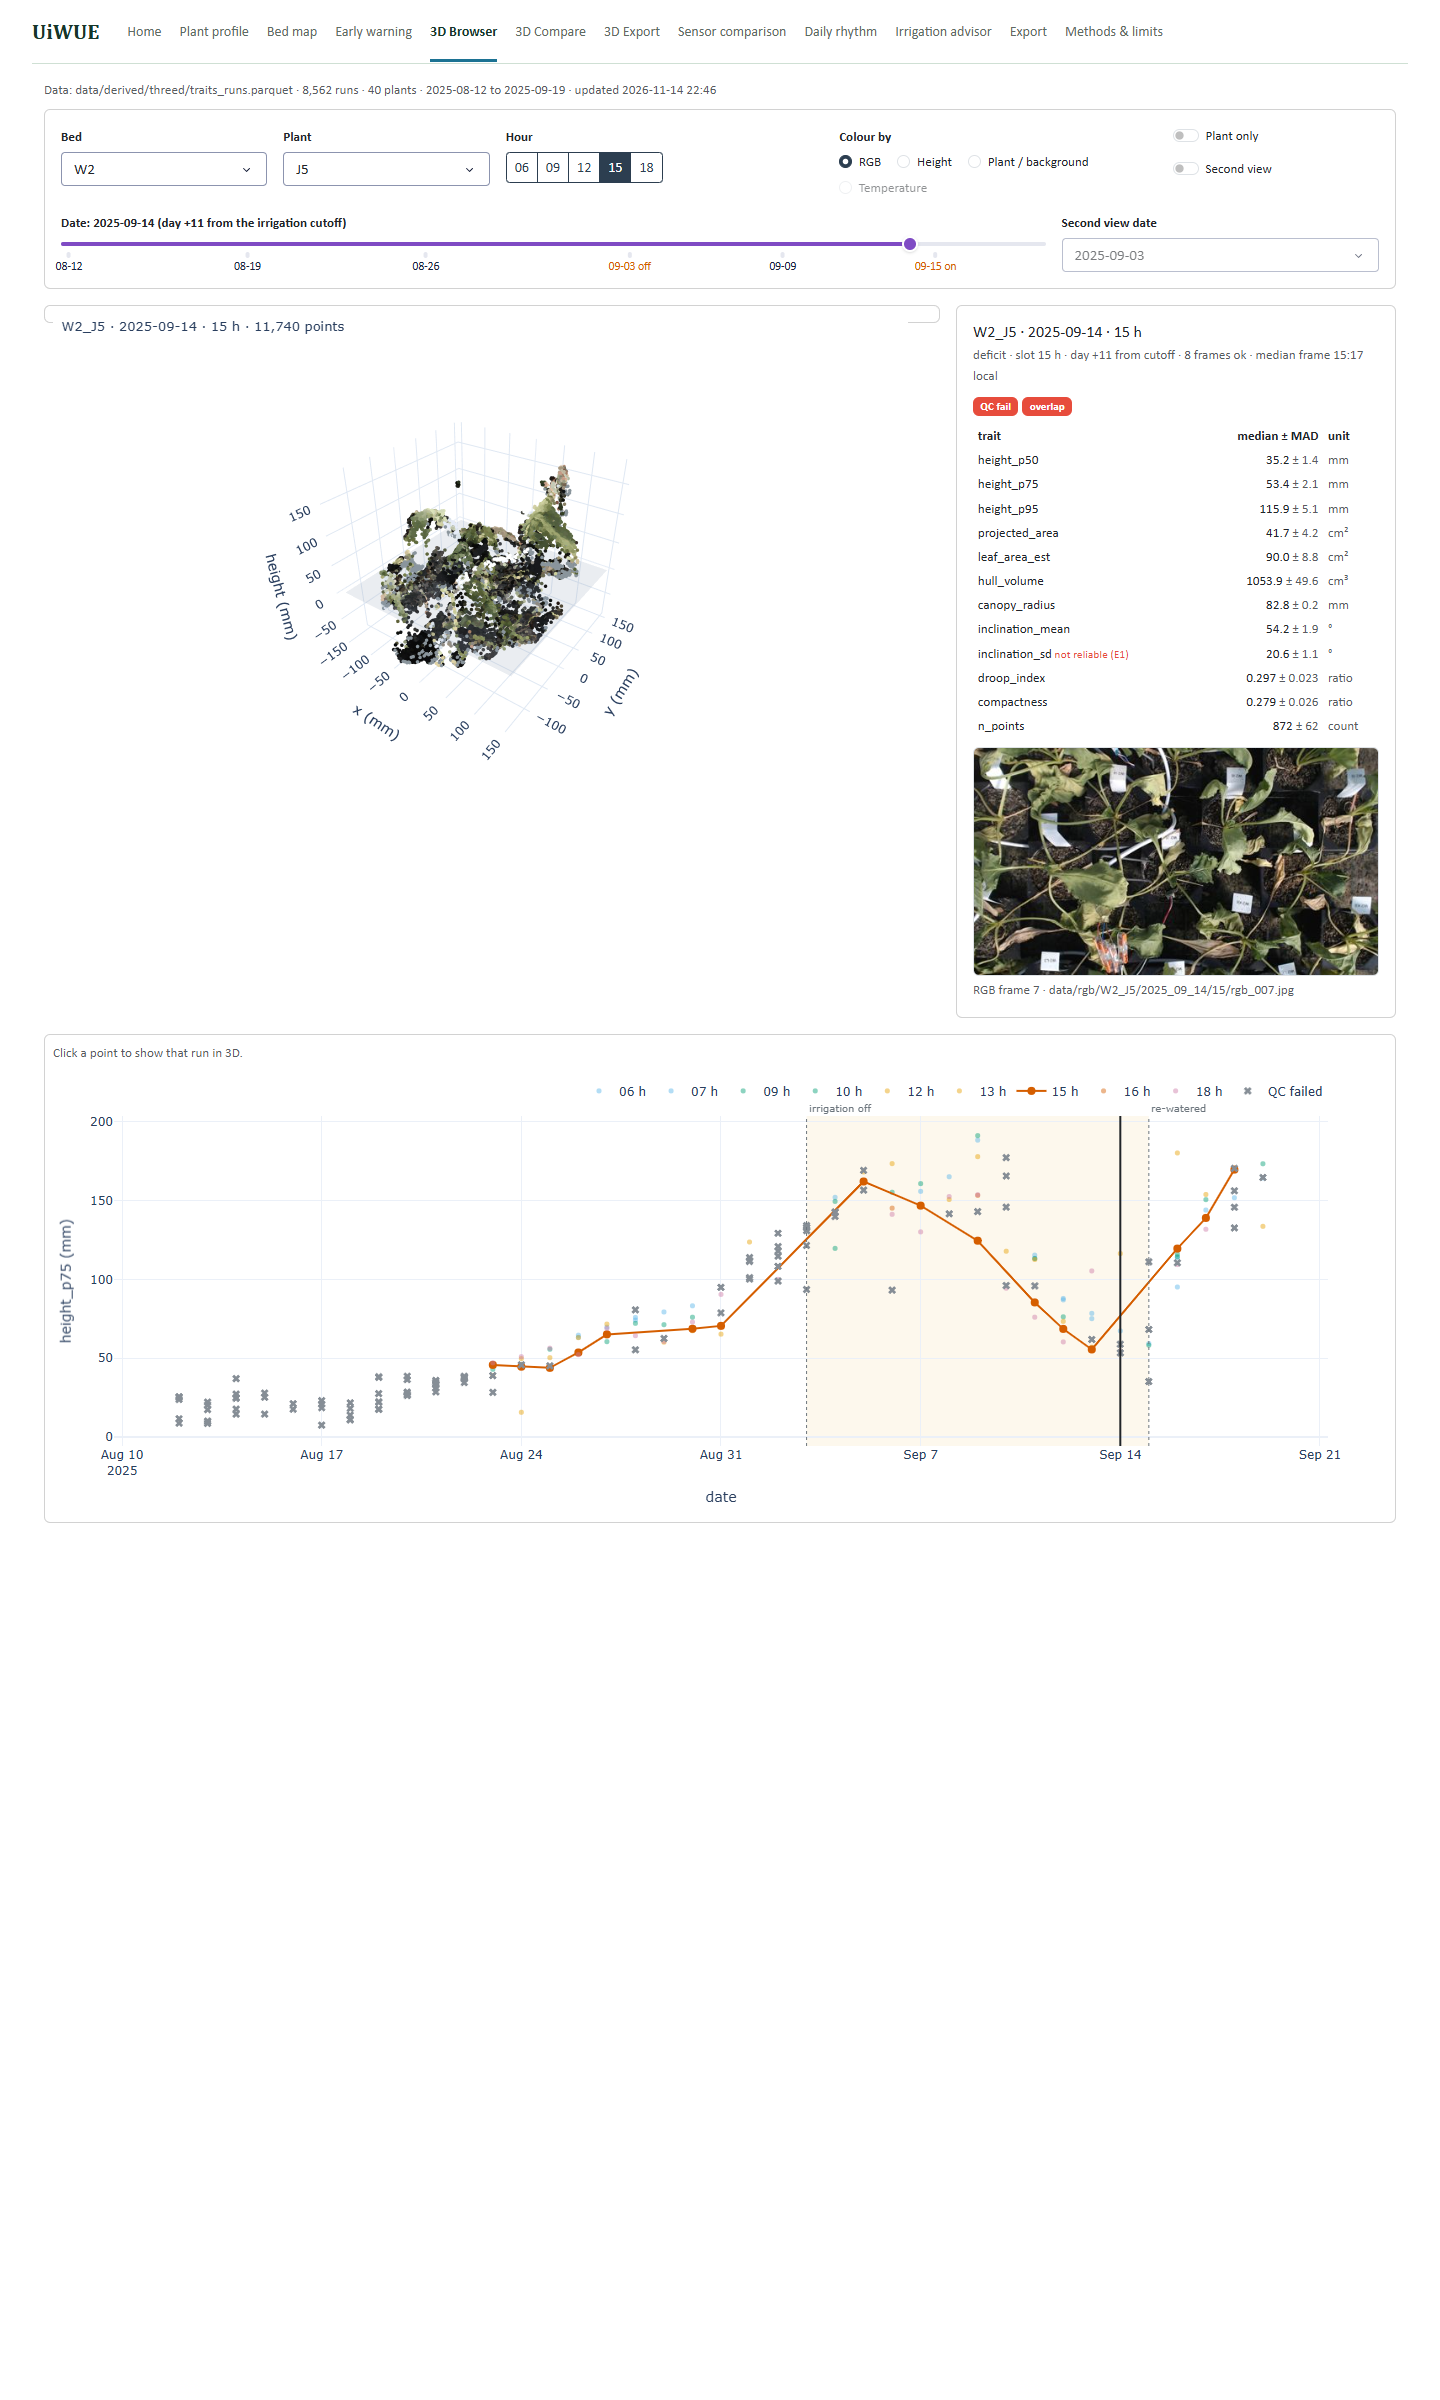 UiWUE Home Plant profile Bed map Early warning 3D Browser 3D Compare 3D Export Sensor comparison Daily rhythm Irrigation advisor Export Methods & limits
Data: data/derived/threed/traits_runs.parquet · 8,562 runs · 40 plants · 2025-08-12 to 2025-09-19 · updated 2026-11-14 22:46
Bed Plant Hour Colour by
W2 J5 06 09 12 15 18
RGB Height Plant / background
Temperature
Plant only
Second view
Date: 2025-09-14 (day +11 from the irrigation cutoff)
08-12 08-19 08-26 09-03 off 09-09 09-15 on
Second view date
2025-09-03
W2_J5 · 2025-09-14 · 15 h · 11,740 points
height (mm)
150
100
50
0
−50
x (mm)
−150
−100
−50
0
50
100
150
y (mm)
150
100
50
0
−50
−100
W2_J5 · 2025-09-14 · 15 h
deficit · slot 15 h · day +11 from cutoff · 8 frames ok · median frame 15:17
local
QC fail overlap
trait median ± MAD unit
height_p50 35.2 ± 1.4 mm
height_p75 53.4 ± 2.1 mm
height_p95 115.9 ± 5.1 mm
projected_area 41.7 ± 4.2 cm²
leaf_area_est 90.0 ± 8.8 cm²
hull_volume 1053.9 ± 49.6 cm³
canopy_radius 82.8 ± 0.2 mm
inclination_mean 54.2 ± 1.9 °
inclination_sd not reliable (E1) 20.6 ± 1.1 °
droop_index 0.297 ± 0.023 ratio
compactness 0.279 ± 0.026 ratio
n_points 872 ± 62 count
RGB frame 7 · data/rgb/W2_J5/2025_09_14/15/rgb_007.jpg
Click a point to show that run in 3D.
06 h 07 h 09 h 10 h 12 h 13 h 15 h 16 h 18 h QC failed
irrigation off re-watered
height_p75 (mm)
200
150
100
50
0
Aug 10 Aug 17 Aug 24 Aug 31 Sep 7 Sep 14 Sep 21
2025
date